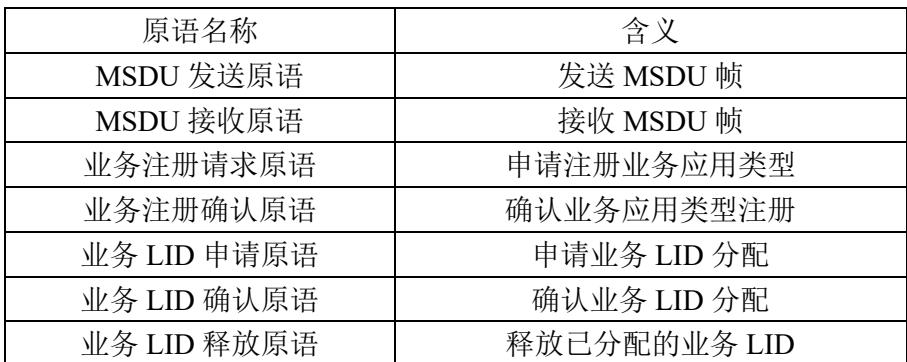 原语名称 含义
MSDU 发送原语 发送 MSDU 帧
MSDU 接收原语 接收 MSDU 帧
业务注册请求原语 申请注册业务应用类型
业务注册确认原语 确认业务应用类型注册
业务 LID 申请原语 申请业务 LID 分配
业务 LID 确认原语 确认业务 LID 分配
业务 LID 释放原语 释放已分配的业务 LID